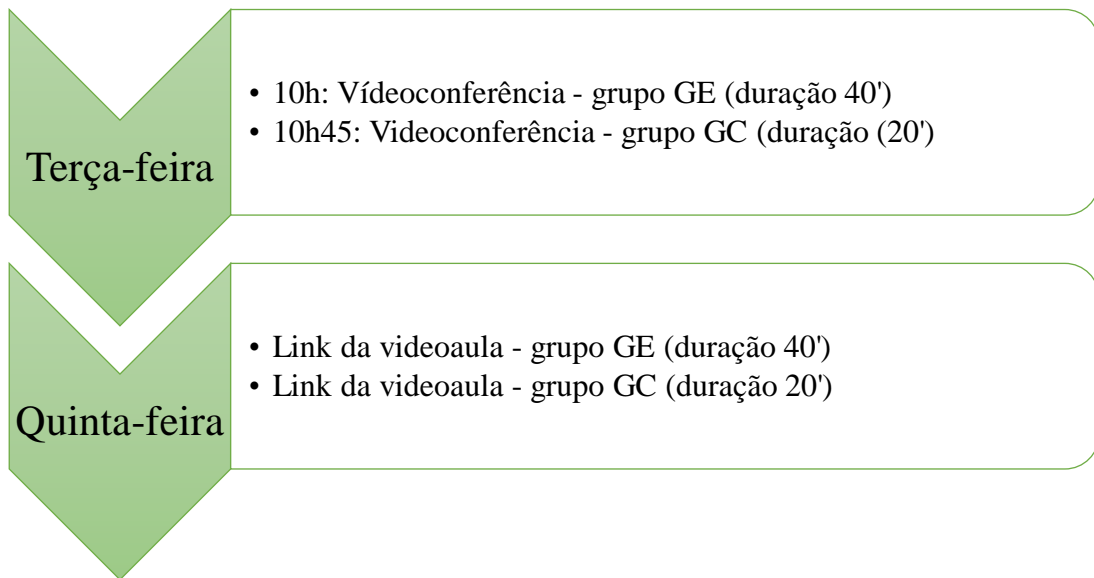 Terça-feira
• 10h: Vídeoconferência - grupo GE (duração 40')
• 10h45: Videoconferência - grupo GC (duração (20')
Quinta-feira
• Link da videoaula - grupo GE (duração 40')
• Link da videoaula - grupo GC (duração 20')